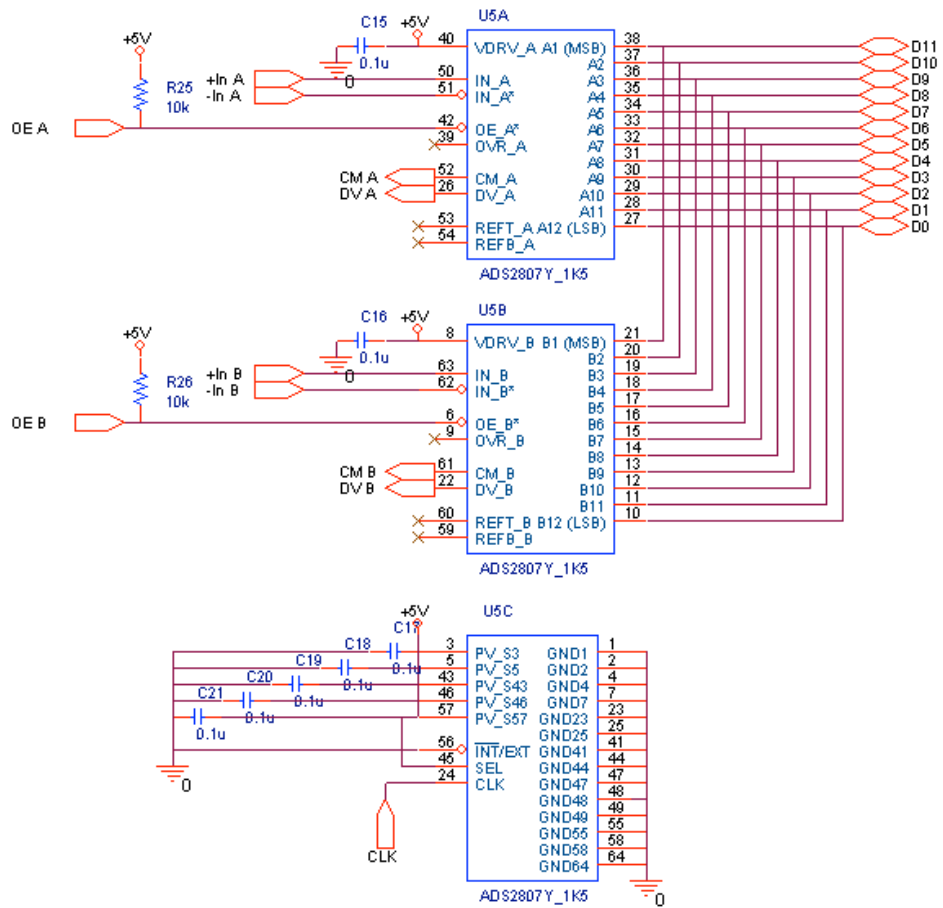 U5A
C15
+5V
0.1u
0
+5V
R25
10k
+In A
-In A
OE A
CM A
DV A
40 VDRV_A A1 (MSB) 38
A2 37
50 IN_A A3 36
51 IN_A* A4 35
A5 34
42 OE_A* A6 33
39 OVR_A A7 32
A8 31
52 CM_A A9 30
26 DV_A A10 29
A11 28
53 REFT_A A12 (LSB) 27
54 REFB_A
ADS2807Y_1K5
D11
D10
D9
D8
D7
D6
D5
D4
D3
D2
D1
D0
U5B
C16
+5V
0.1u
0
+5V
R26
10k
+In B
-In B
OE B
CM B
DV B
8 VDRV_B B1 (MSB) 21
B2 20
63 IN_B B3 19
62 IN_B* B4 18
B5 17
6 OE_B* B6 16
9 OVR_B B7 15
B8 14
61 CM_B B9 13
22 DV_B B10 12
B11 11
60 REFT_B B12 (LSB) 10
59 REFB_B
ADS2807Y_1K5
U5C
+5V
C17
C18
C19
C20
C21
0.1u
0.1u
0.1u
0.1u
0.1u
0
CLK
3 PV_S3 GND1 1
5 PV_S5 GND2 2
43 PV_S43 GND4 4
46 PV_S46 GND7 7
57 PV_S57 GND23 23
GND25 25
56 INT/EXT GND41 41
45 SEL GND44 44
24 CLK GND47 47
GND48 48
GND49 49
GND55 55
GND58 58
GND64 64
0
ADS2807Y_1K5